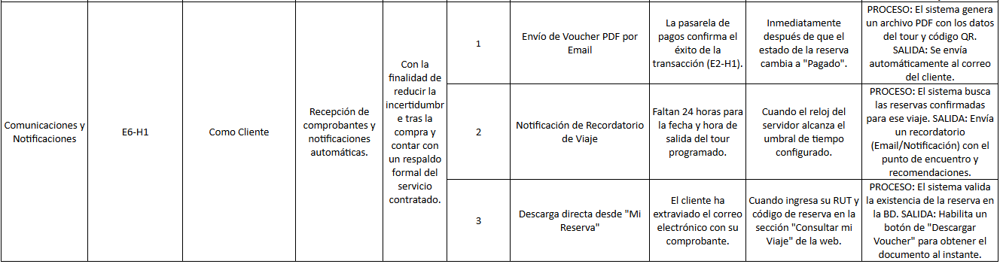 Comunicaciones y
Notificaciones
E6-H1
Como Cliente
Recepción de
comprobantes y
notificaciones
automáticas.
Con la
finalidad de
reducir la
incertidumbr
e tras la
compra y
contar con
un respaldo
formal del
servicio
contratado.
1
Envío de Voucher PDF por
Email
La pasarela de
pagos confirma el
éxito de la
transacción (E2-H1).
Inmediatamente
después de que el
estado de la reserva
cambia a "Pagado".
PROCESO: El sistema genera
un archivo PDF con los datos
del tour y código QR.
SALIDA: Se envía
automáticamente al correo
del cliente.
2
Notificación de Recordatorio
de Viaje
Faltan 24 horas para
la fecha y hora de
salida del tour
programado.
Cuando el reloj del
servidor alcanza el
umbral de tiempo
configurado.
PROCESO: El sistema busca
las reservas confirmadas
para ese viaje. SALIDA: Envía
un recordatorio
(Email/Notificación) con el
punto de encuentro y
recomendaciones.
3
Descarga directa desde "Mi
Reserva"
El cliente ha
extraviado el correo
electrónico con su
comprobante.
Cuando ingresa su RUT y
código de reserva en la
sección "Consultar mi
Viaje" de la web.
PROCESO: El sistema valida
la existencia de la reserva en
la BD. SALIDA: Habilita un
botón de "Descargar
Voucher" para obtener el
documento al instante.